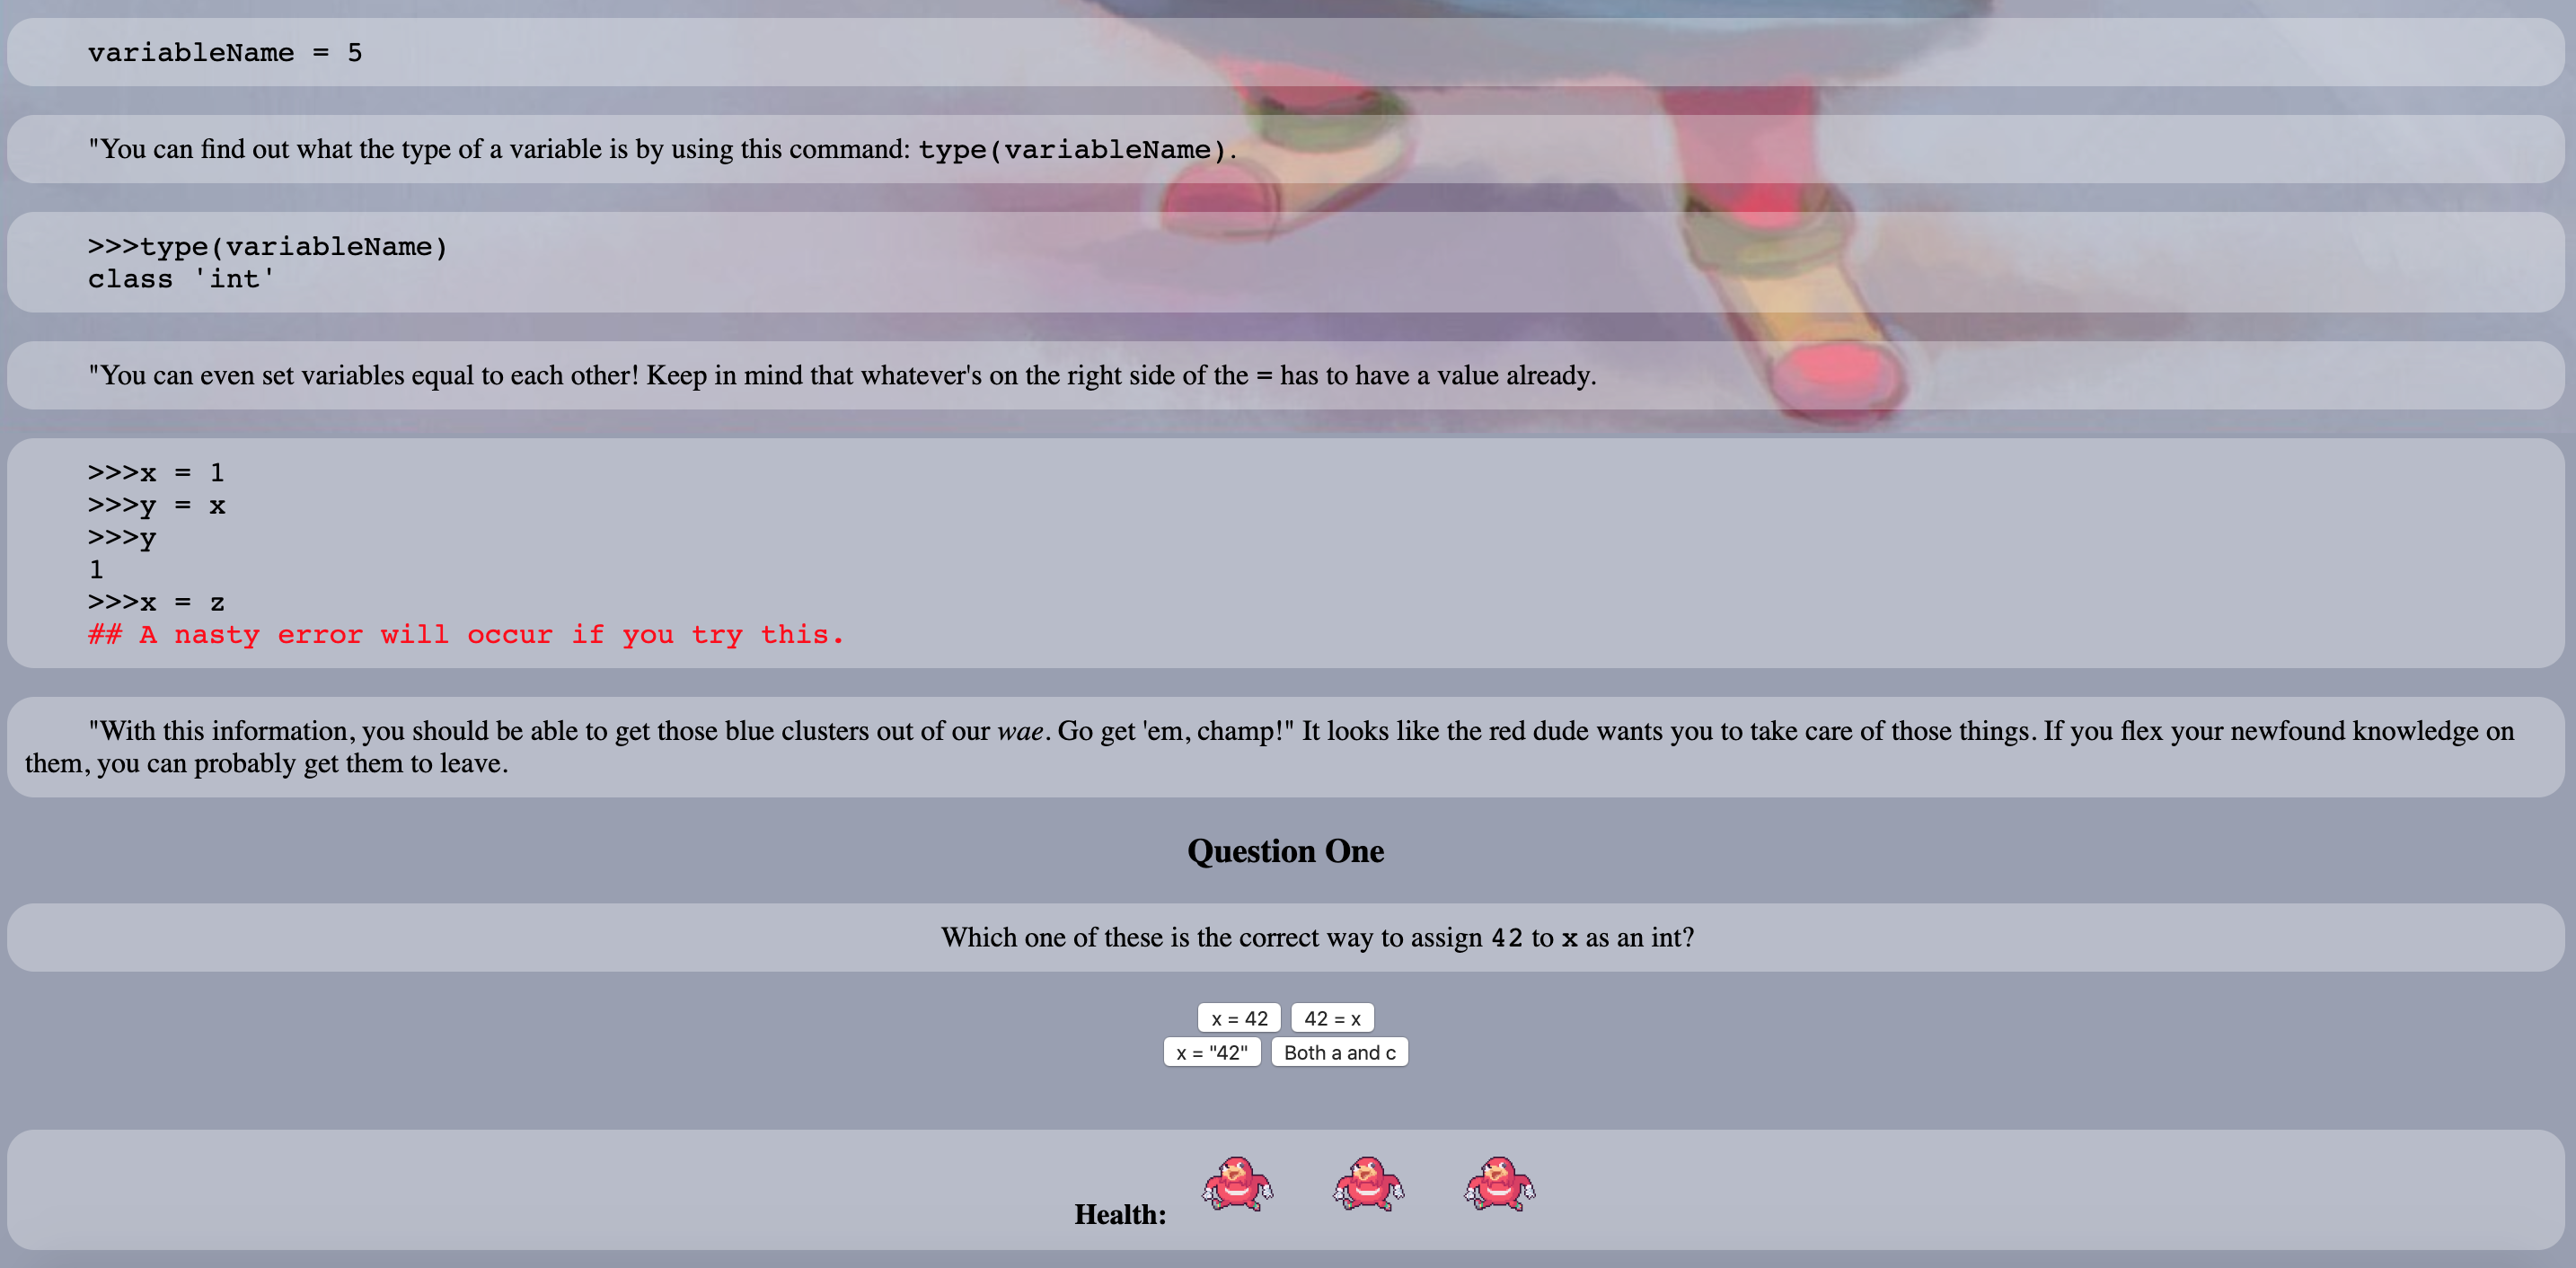 variableName = 5
"You can find out what the type of a variable is by using this command: type(variableName).
>>>type(variableName)
class 'int'
"You can even set variables equal to each other! Keep in mind that whatever's on the right side of the = has to have a value already.
>>>x = 1
>>>y = x
>>>y
1
>>>x = z
## A nasty error will occur if you try this.
"With this information, you should be able to get those blue clusters out of our wae. Go get 'em, champ!" It looks like the red dude wants you to take care of those things. If you flex your newfound knowledge on
them, you can probably get them to leave.
Question One
Which one of these is the correct way to assign 42 to x as an int?
x = 42 42 = x
x = "42" Both a and c
Health: